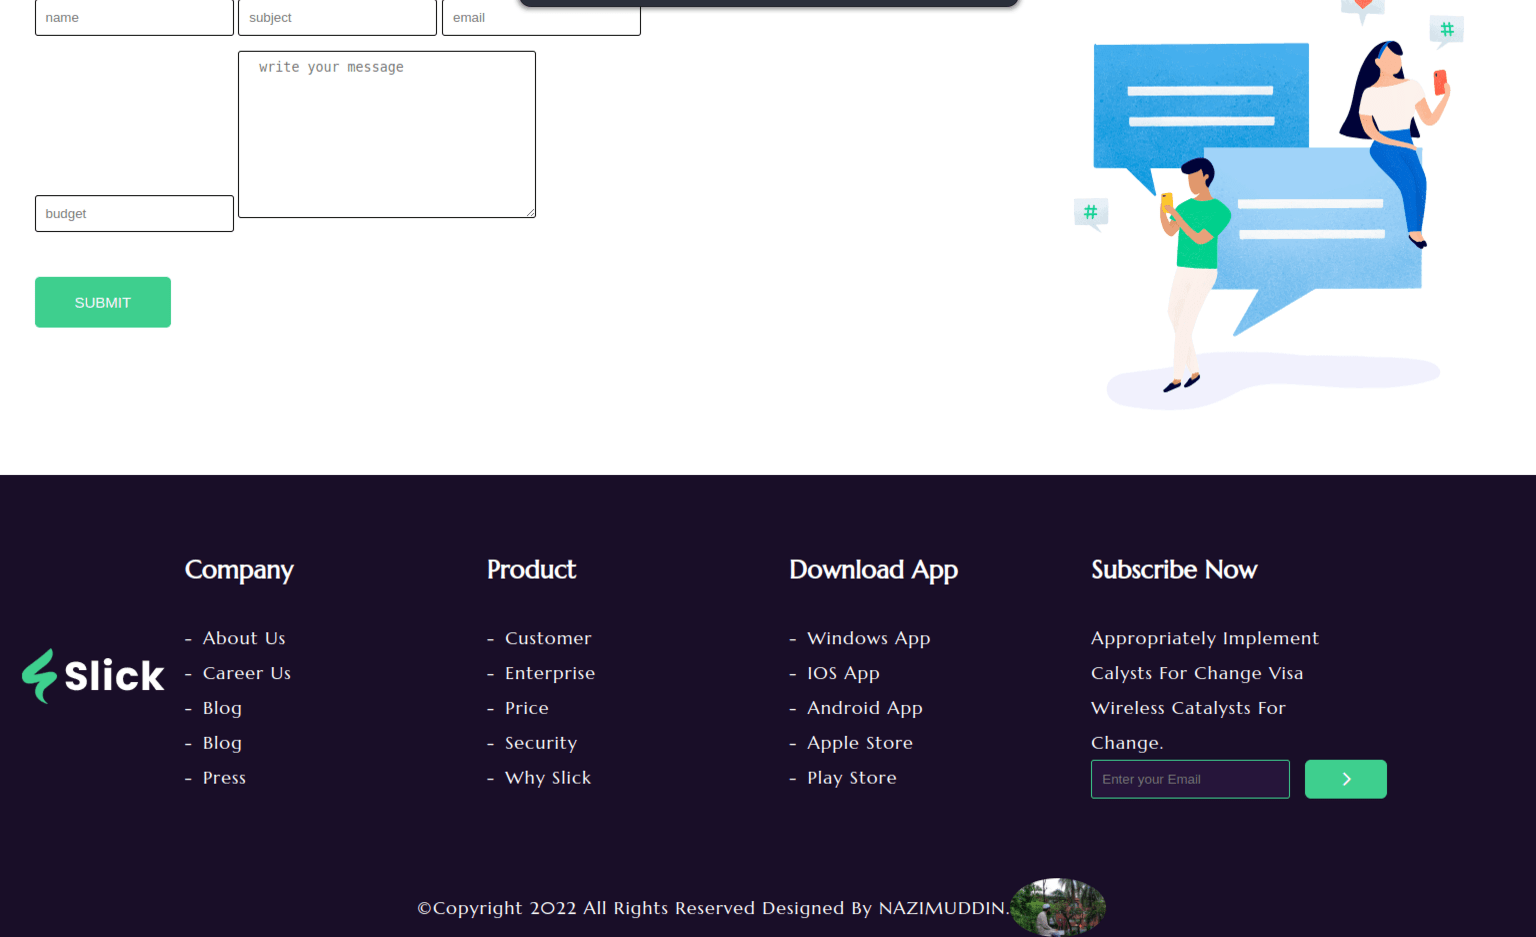 name subject email
write your message
budget
SUBMIT
#
#
Slick
Company
- About Us
- Career Us
- Blog
- Blog
- Press
Product
- Customer
- Enterprise
- Price
- Security
- Why Slick
Download App
- Windows App
- IOS App
- Android App
- Apple Store
- Play Store
Subscribe Now
Appropriately Implement
Calysts For Change Visa
Wireless Catalysts For
Change.
Enter your Email
©Copyright 2022 All Rights Reserved Designed By NAZIMUDDIN.